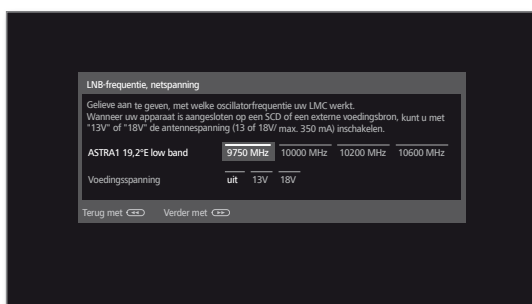 LNB-frequentie, netspanning
Gelieve aan te geven, met welke oscillatorfrequentie uw LMC werkt.
Wanneer uw apparaat is aangesloten op een SCD of een externe voedingsbron, kunt u met
"13V" of "18V" de antennespanning (13 of 18V/ max. 350 mA) inschakelen.
ASTRA1 19,2°E low band 9750 MHz 10000 MHz 10200 MHz 10600 MHz
Voedingsspanning uit 13V 18V
Terug met Verder met